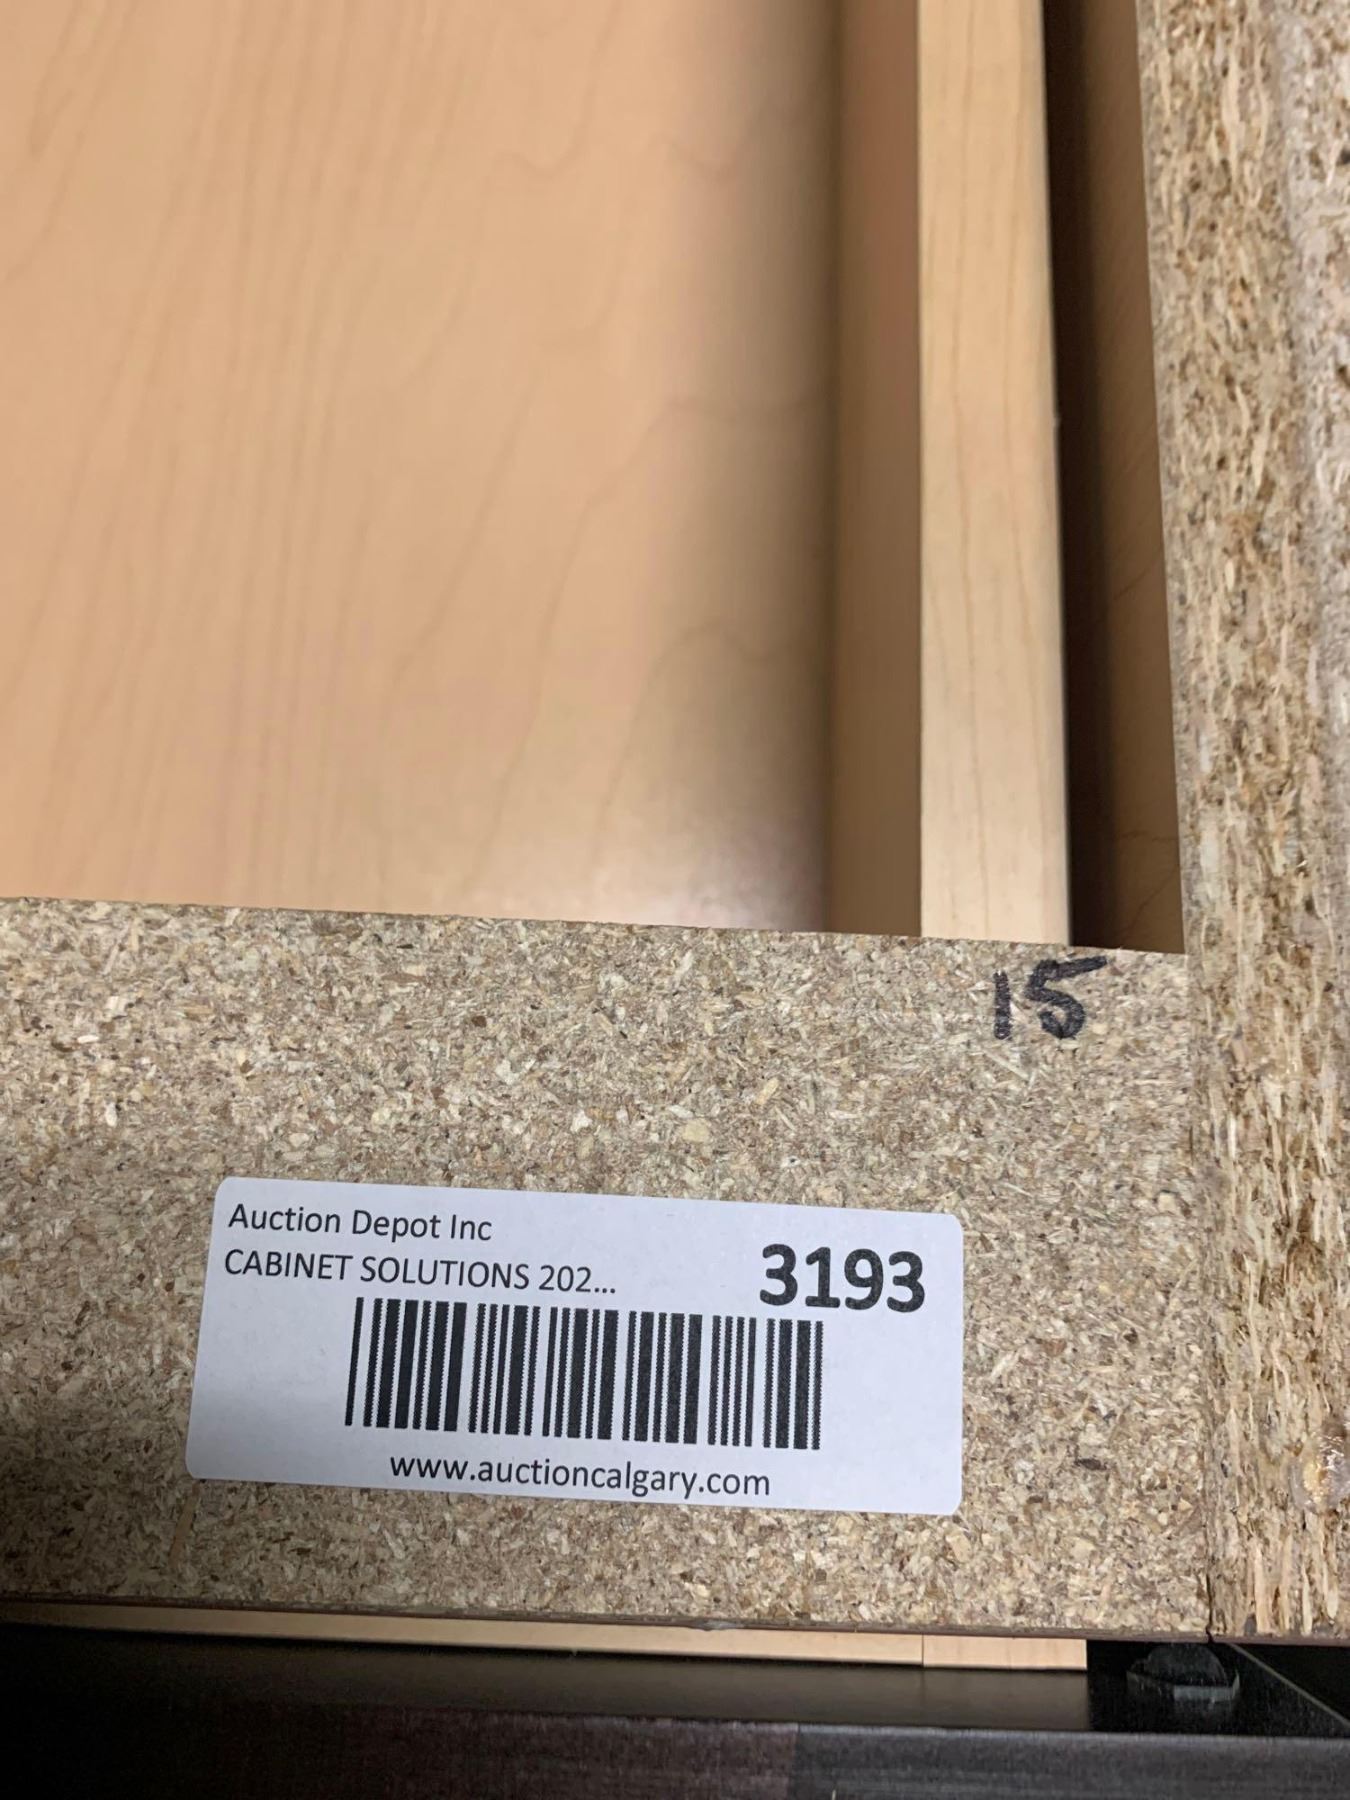 15
Auction Depot Inc
CABINET SOLUTIONS 202...
3193
www.auctioncalgary.com